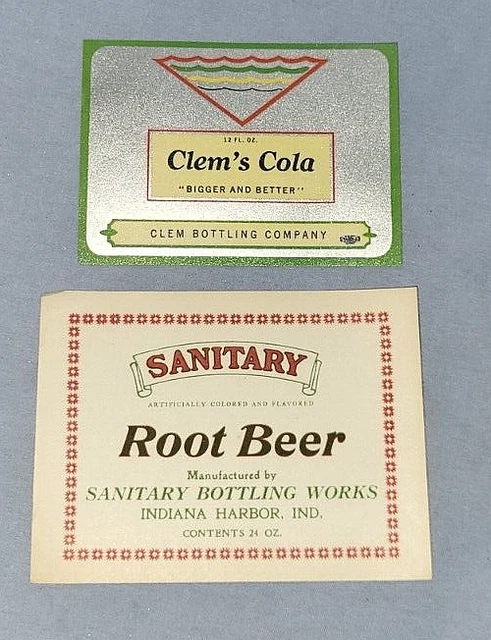 12 FL. OZ.
Clem's Cola
"BIGGER AND BETTER"
CLEM BOTTLING COMPANY
SANITARY
ARTIFICIALLY COLORED AND FLAVORED
Root Beer
Manufactured by
SANITARY BOTTLING WORKS
INDIANA HARBOR, IND.
CONTENTS 24 OZ.